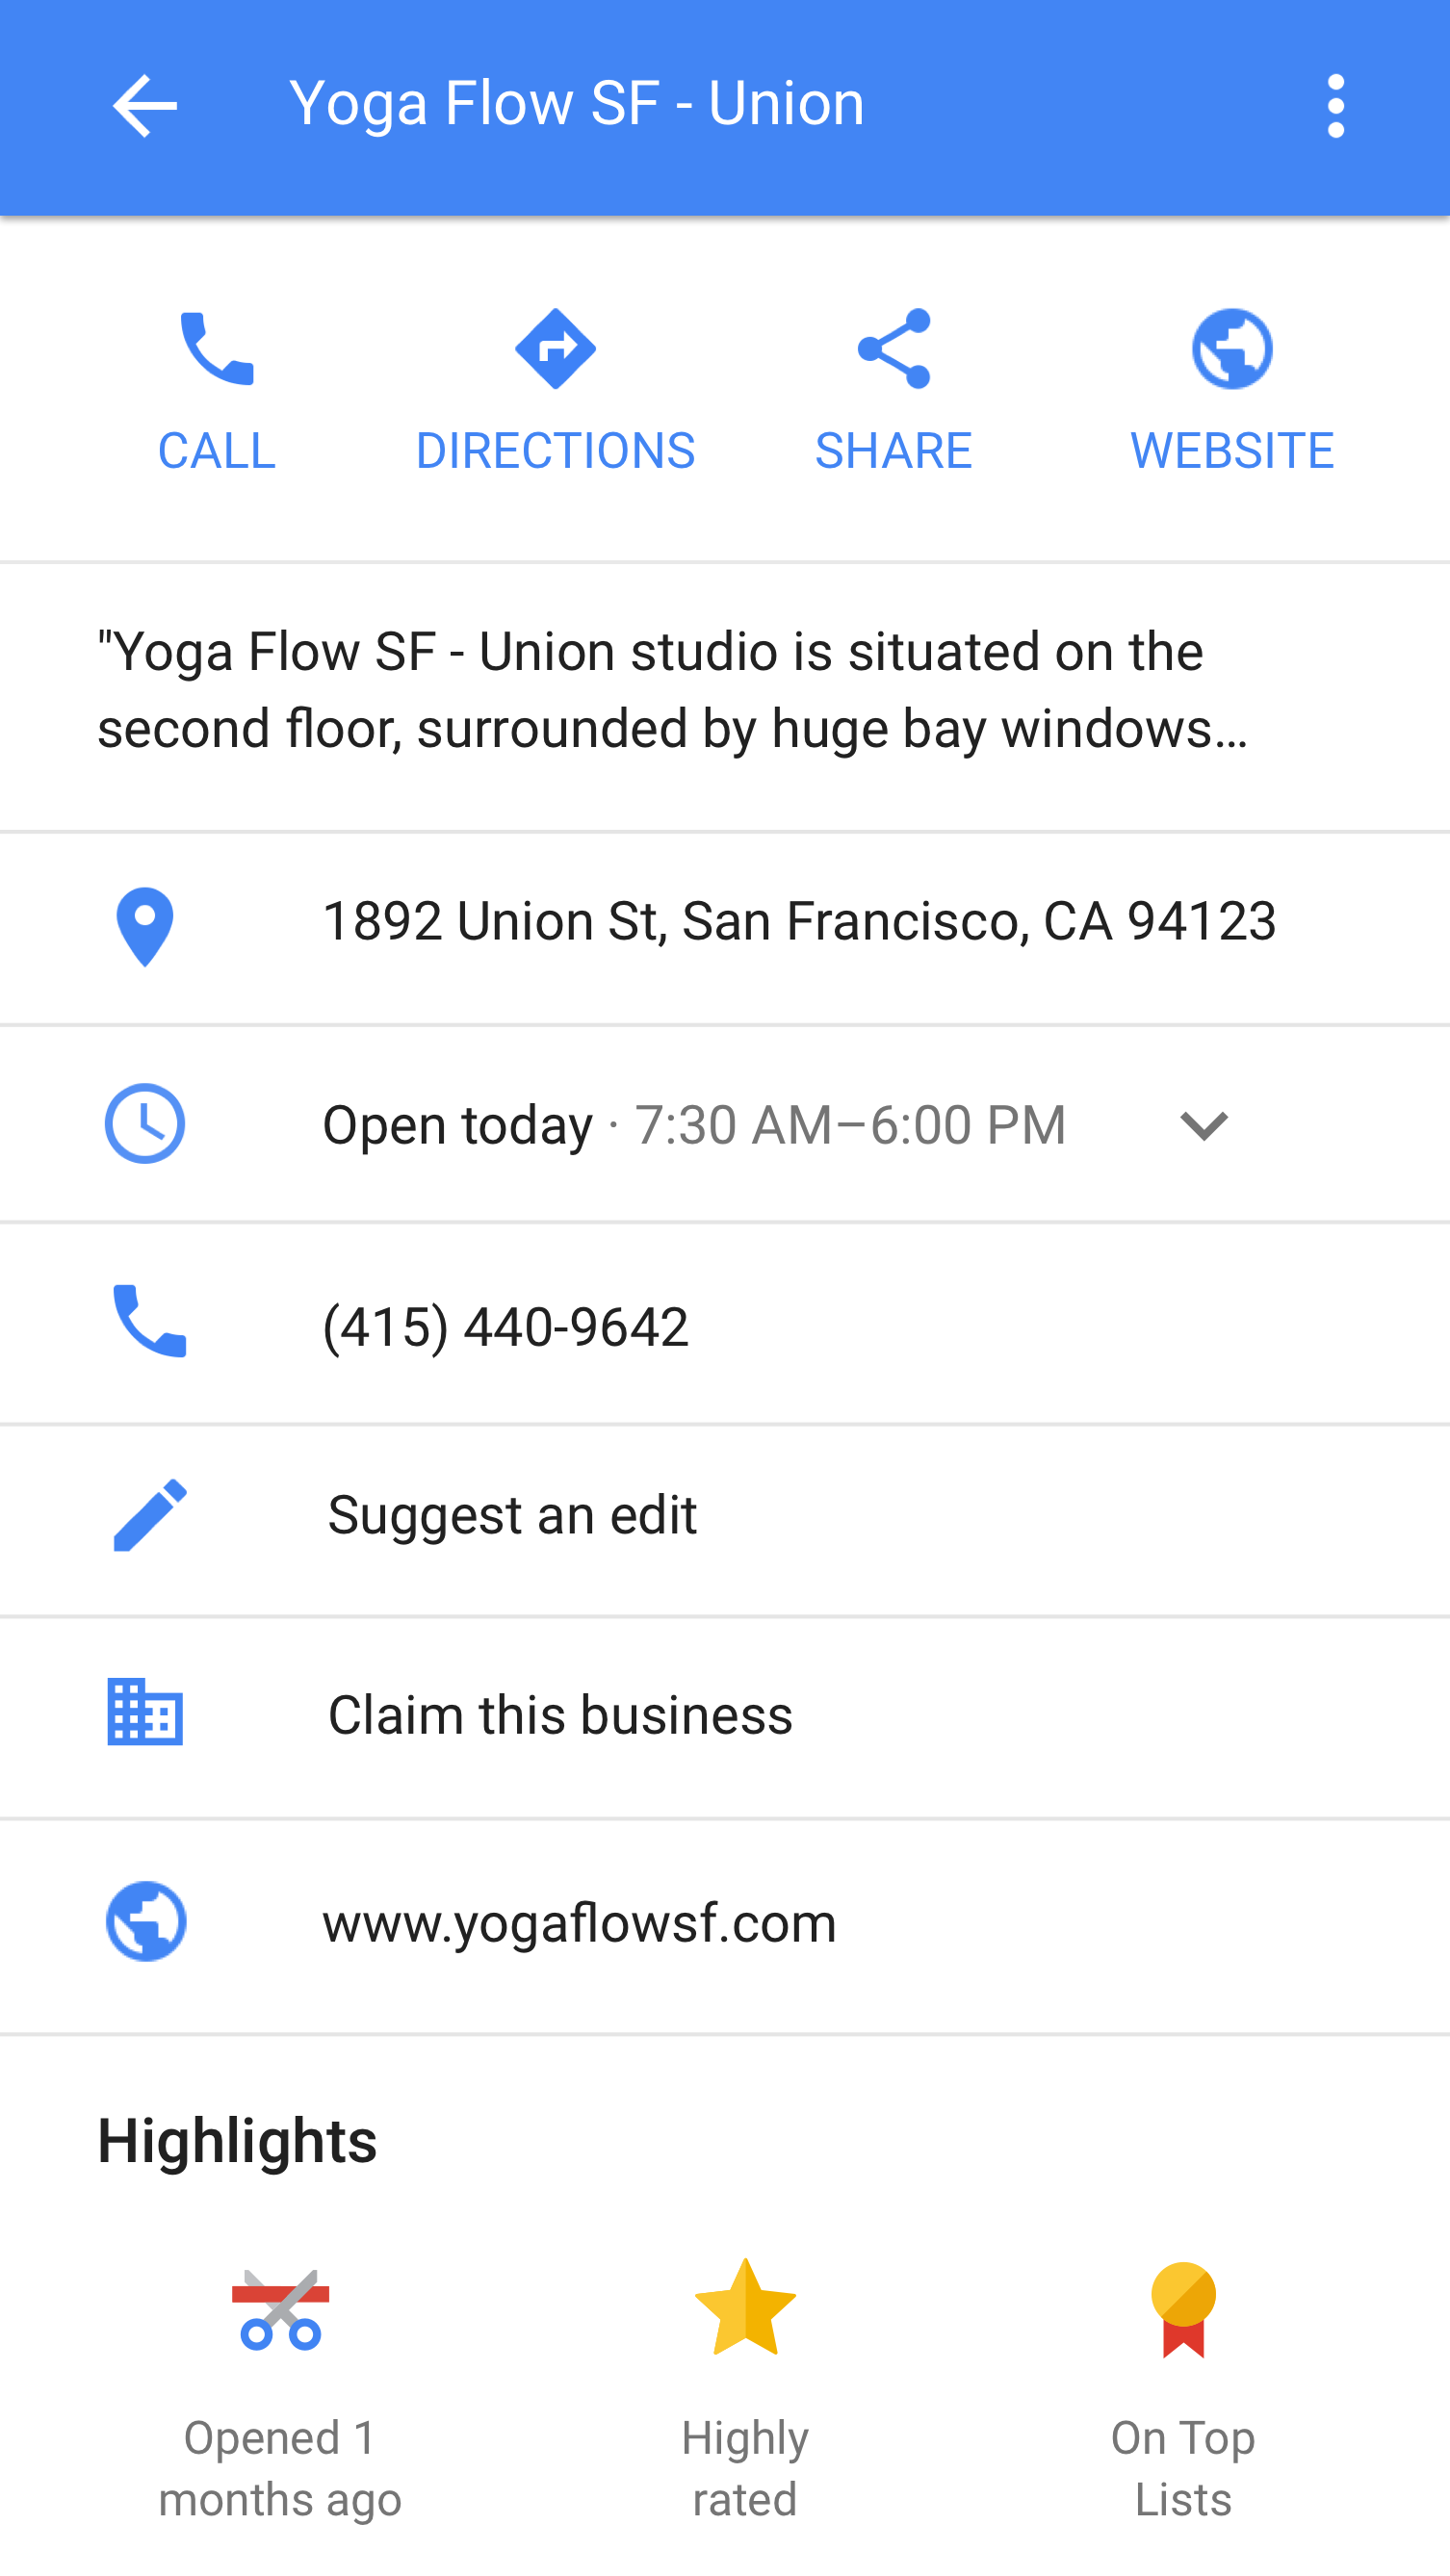 Yoga Flow SF - Union
CALL
DIRECTIONS
SHARE
WEBSITE
"Yoga Flow SF - Union studio is situated on the
second floor, surrounded by huge bay windows…
1892 Union St, San Francisco, CA 94123
Open today · 7:30 AM–6:00 PM
(415) 440-9642
Suggest an edit
Claim this business
www.yogaflowsf.com
Highlights
Opened 1
months ago
Highly
rated
On Top
Lists